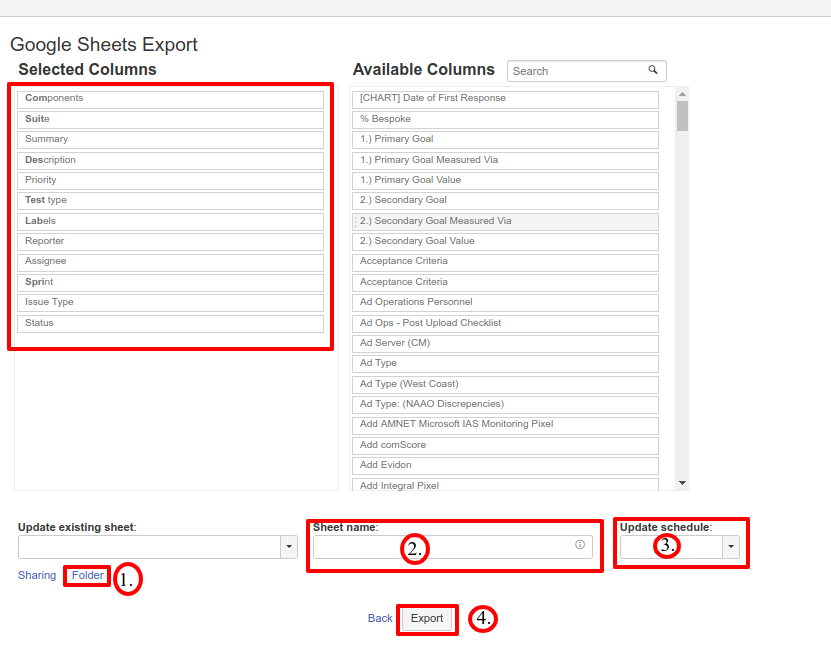 Google Sheets Export
Selected Columns
Components
Suite
Summary
Description
Priority
Test type
Labels
Reporter
Assignee
Sprint
Issue Type
Status
Available Columns
Search
[CHART] Date of First Response
% Bespoke
1.) Primary Goal
1.) Primary Goal Measured Via
1.) Primary Goal Value
2.) Secondary Goal
2.) Secondary Goal Measured Via
2.) Secondary Goal Value
Acceptance Criteria
Acceptance Criteria
Ad Operations Personnel
Ad Ops - Post Upload Checklist
Ad Server (CM)
Ad Type
Ad Type (West Coast)
Ad Type: (NAAO Discrepencies)
Add AMNET Microsoft IAS Monitoring Pixel
Add comScore
Add Evidon
Add Integral Pixel
Update existing sheet:
Sheet name:
2.
Update schedule:
3.
Sharing Folder 1.
Back Export 4.